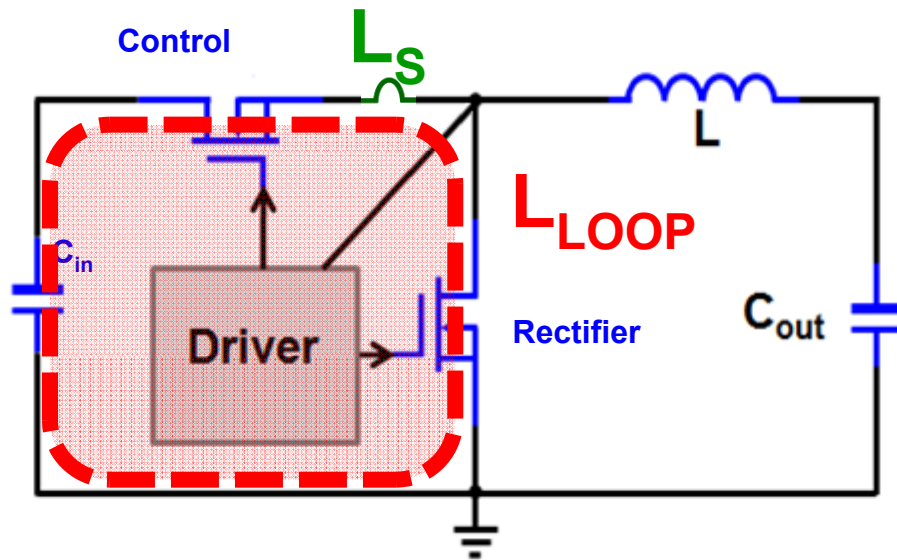 Control
LS
L
LLOOP
Cin
Driver
Rectifier
Cout